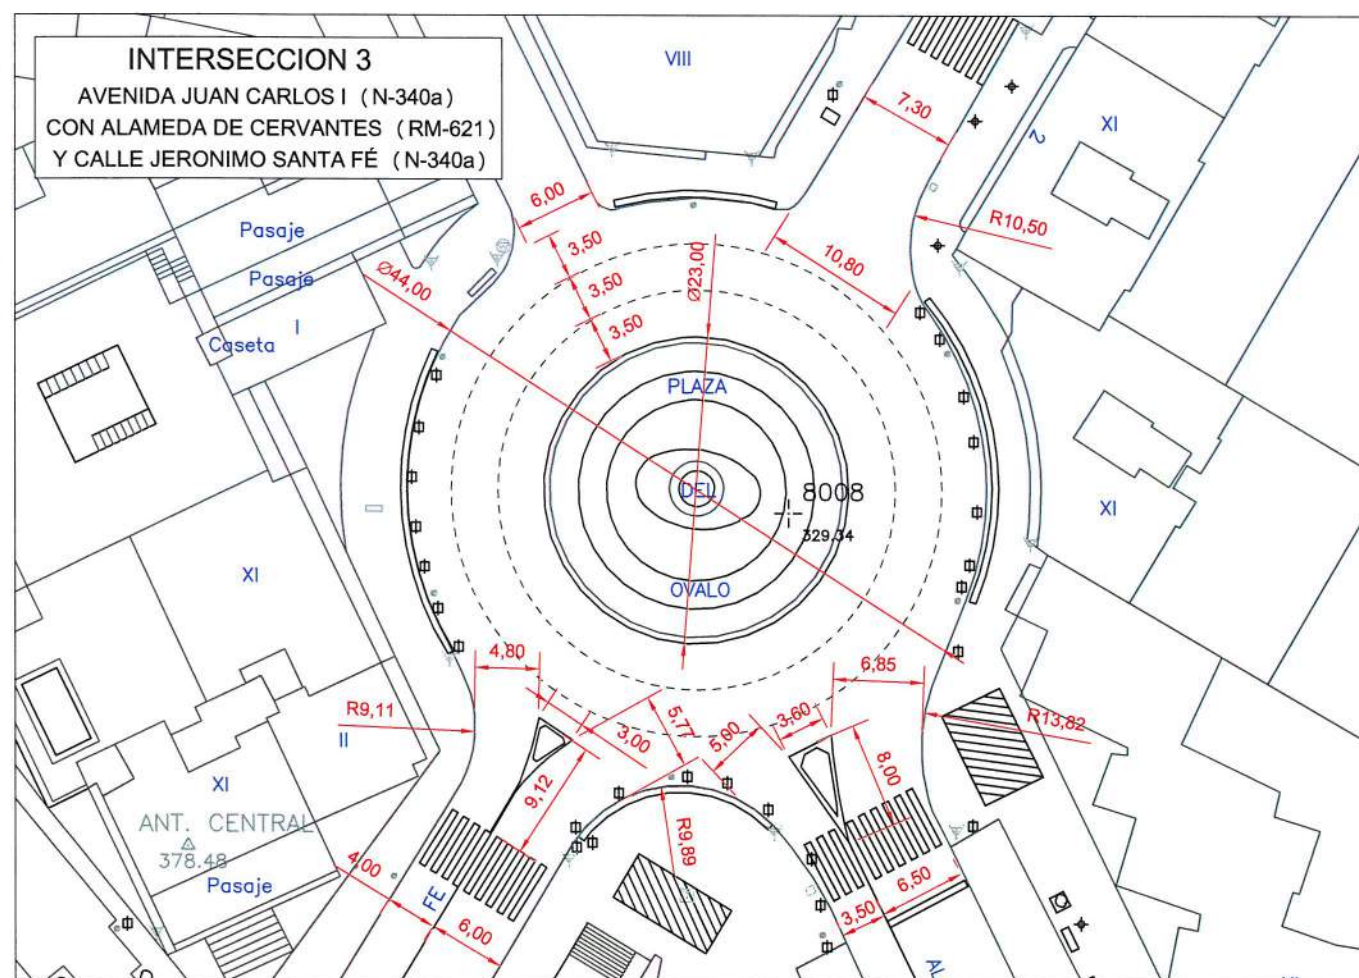 INTERSECCION 3
AVENIDA JUAN CARLOS I (N-340a)
CON ALAMEDA DE CERVANTES (RM-621)
Y CALLE JERONIMO SANTA FÉ (N-340a)
VIII
7,30
2
XI
6,00
R10,50
Pasaje
3,50
10,80
Pasaje
Ø44,00
3,50
Ø23,00
3,50
I
Caseta
PLAZA
DEL
8008
329.34
XI
XI
OVALO
4,80
6,85
R9,11
II
3,00
5,77
5,00
3,60
R13,82
XI
9,12
8,00
ANT. CENTRAL
378.48
R9,89
4,00
Pasaje
FE
6,00
3,50
6,50
AL